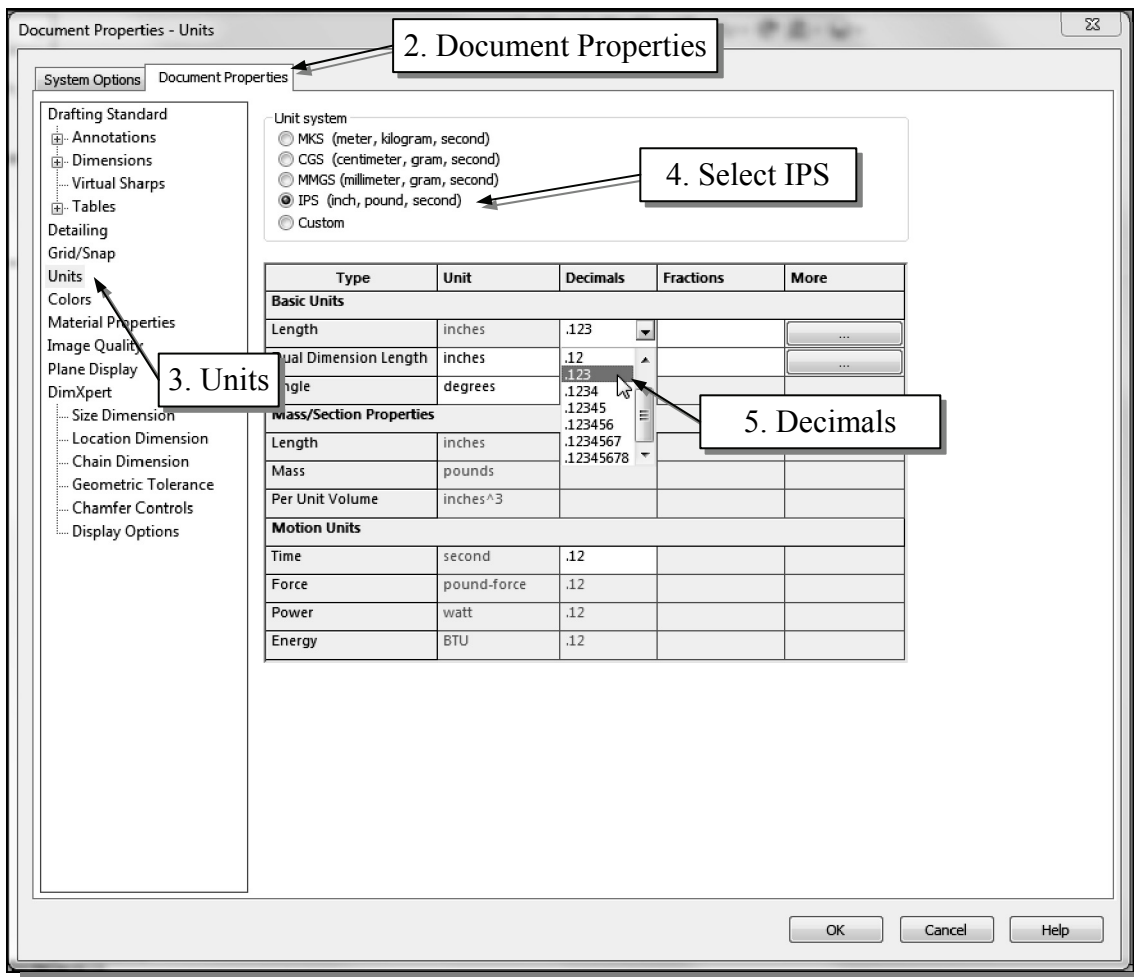 Document Properties - Units
2. Document Properties
System Options
Document Properties
Drafting Standard
Annotations
Dimensions
Virtual Sharps
Tables
Detailing
Grid/Snap
Units
Colors
Material Properties
Image Quality
Plane Display
DimXpert
Size Dimension
Location Dimension
Chain Dimension
Geometric Tolerance
Chamfer Controls
Display Options
3. Units
Unit system
MKS (meter, kilogram, second)
CGS (centimeter, gram, second)
MMGS (millimeter, gram, second)
IPS (inch, pound, second)
Custom
4. Select IPS
Type Unit Decimals Fractions More
Basic Units
Length inches .123 ...
Dual Dimension Length inches .12 ...
.123
Angle degrees .1234
.12345
Mass/Section Properties
.123456
Length inches .1234567
.12345678
5. Decimals
Mass pounds
Per Unit Volume inches^3
Motion Units
Time second .12
Force pound-force .12
Power watt .12
Energy BTU .12
OK Cancel Help